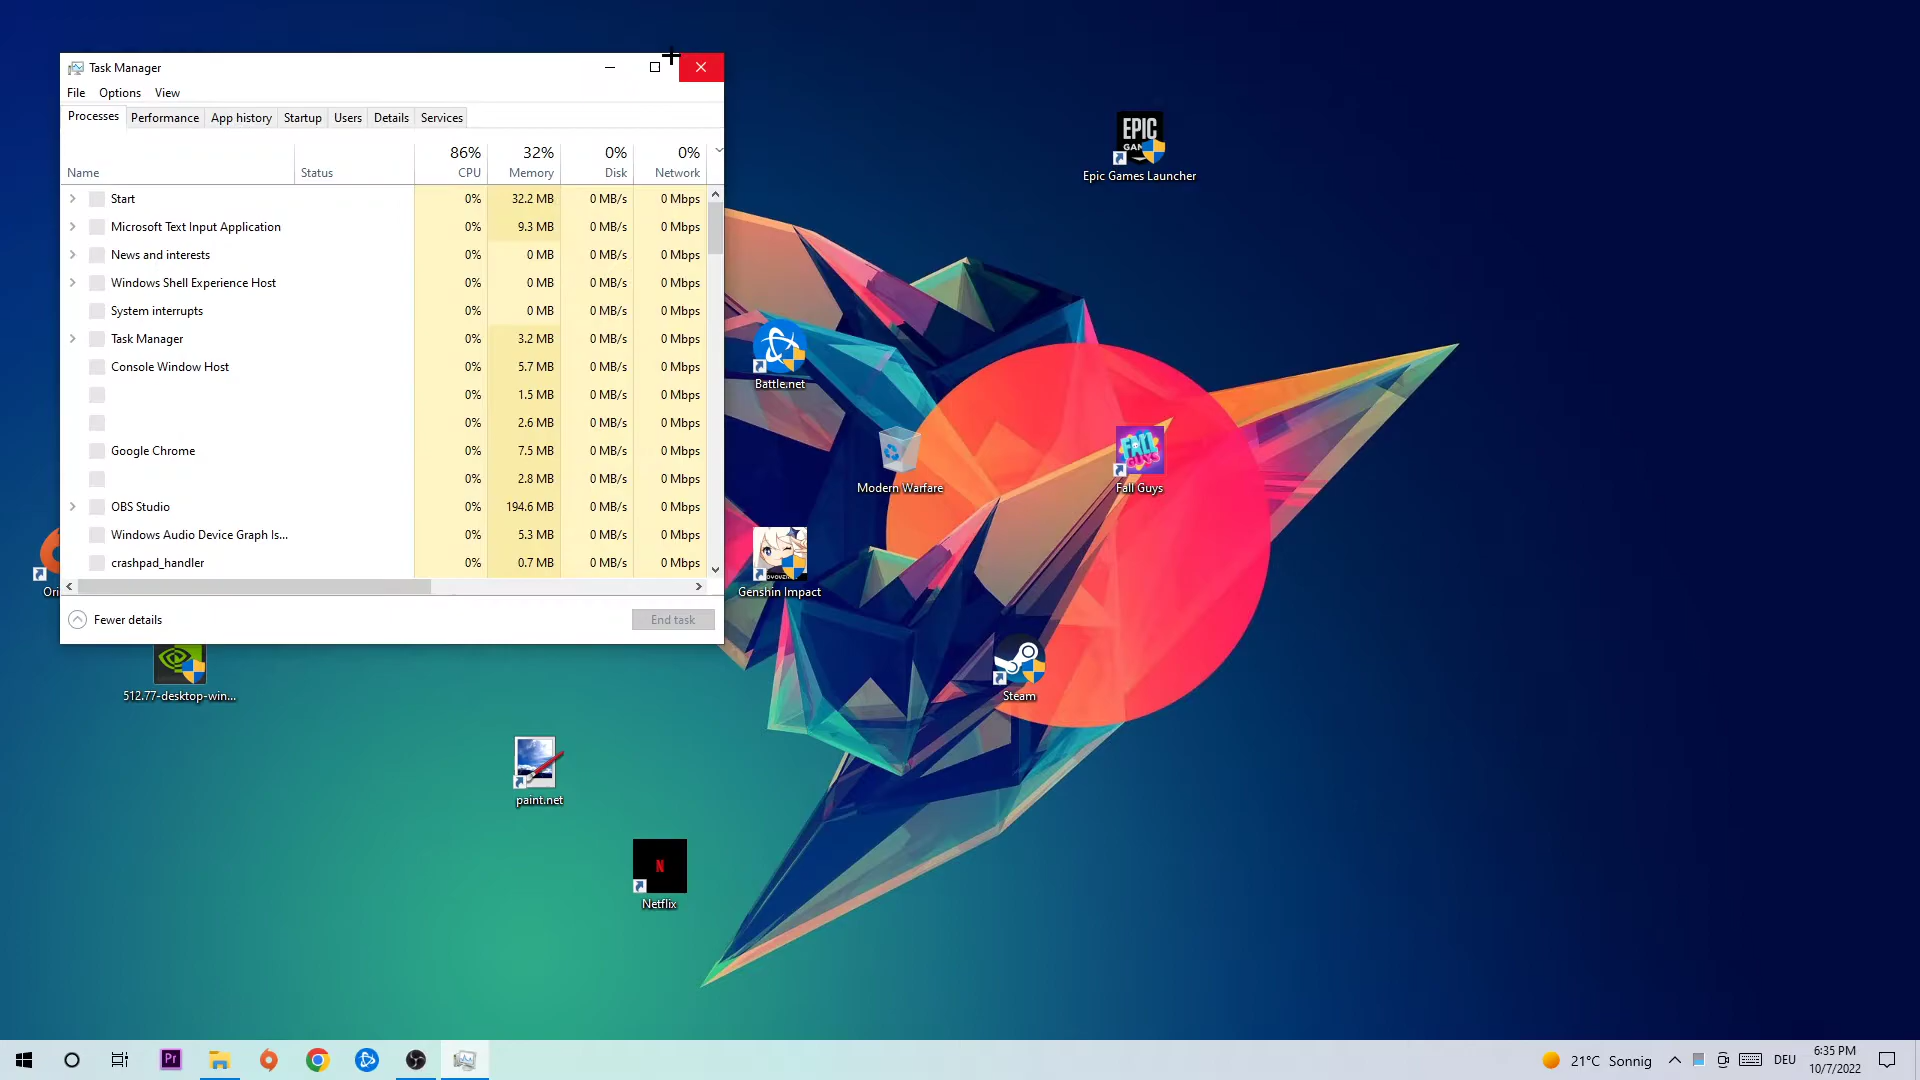 Task Manager
File Options View
Processes Performance App history Startup Users Details Services
86% 32% 0% 0%
Name Status CPU Memory Disk Network
Start 0% 32.2 MB 0 MB/s 0 Mbps
Microsoft Text Input Application 0% 9.3 MB 0 MB/s 0 Mbps
News and interests 0% 0 MB 0 MB/s 0 Mbps
Windows Shell Experience Host 0% 0 MB 0 MB/s 0 Mbps
System interrupts 0% 0 MB 0 MB/s 0 Mbps
Task Manager 0% 3.2 MB 0 MB/s 0 Mbps
Console Window Host 0% 5.7 MB 0 MB/s 0 Mbps
0% 1.5 MB 0 MB/s 0 Mbps
0% 2.6 MB 0 MB/s 0 Mbps
Google Chrome 0% 7.5 MB 0 MB/s 0 Mbps
0% 2.8 MB 0 MB/s 0 Mbps
OBS Studio 0% 194.6 MB 0 MB/s 0 Mbps
Windows Audio Device Graph Is... 0% 5.3 MB 0 MB/s 0 Mbps
crashpad_handler 0% 0.7 MB 0 MB/s 0 Mbps
Fewer details End task
EPIC
Epic Games Launcher
Battle.net
Modern Warfare
FALL GUYS
Fall Guys
Ori
Genshin Impact
512.77-desktop-win...
Steam
paint.net
N
Netflix
Pr
21°C Sonnig DEU
6:35 PM
10/7/2022